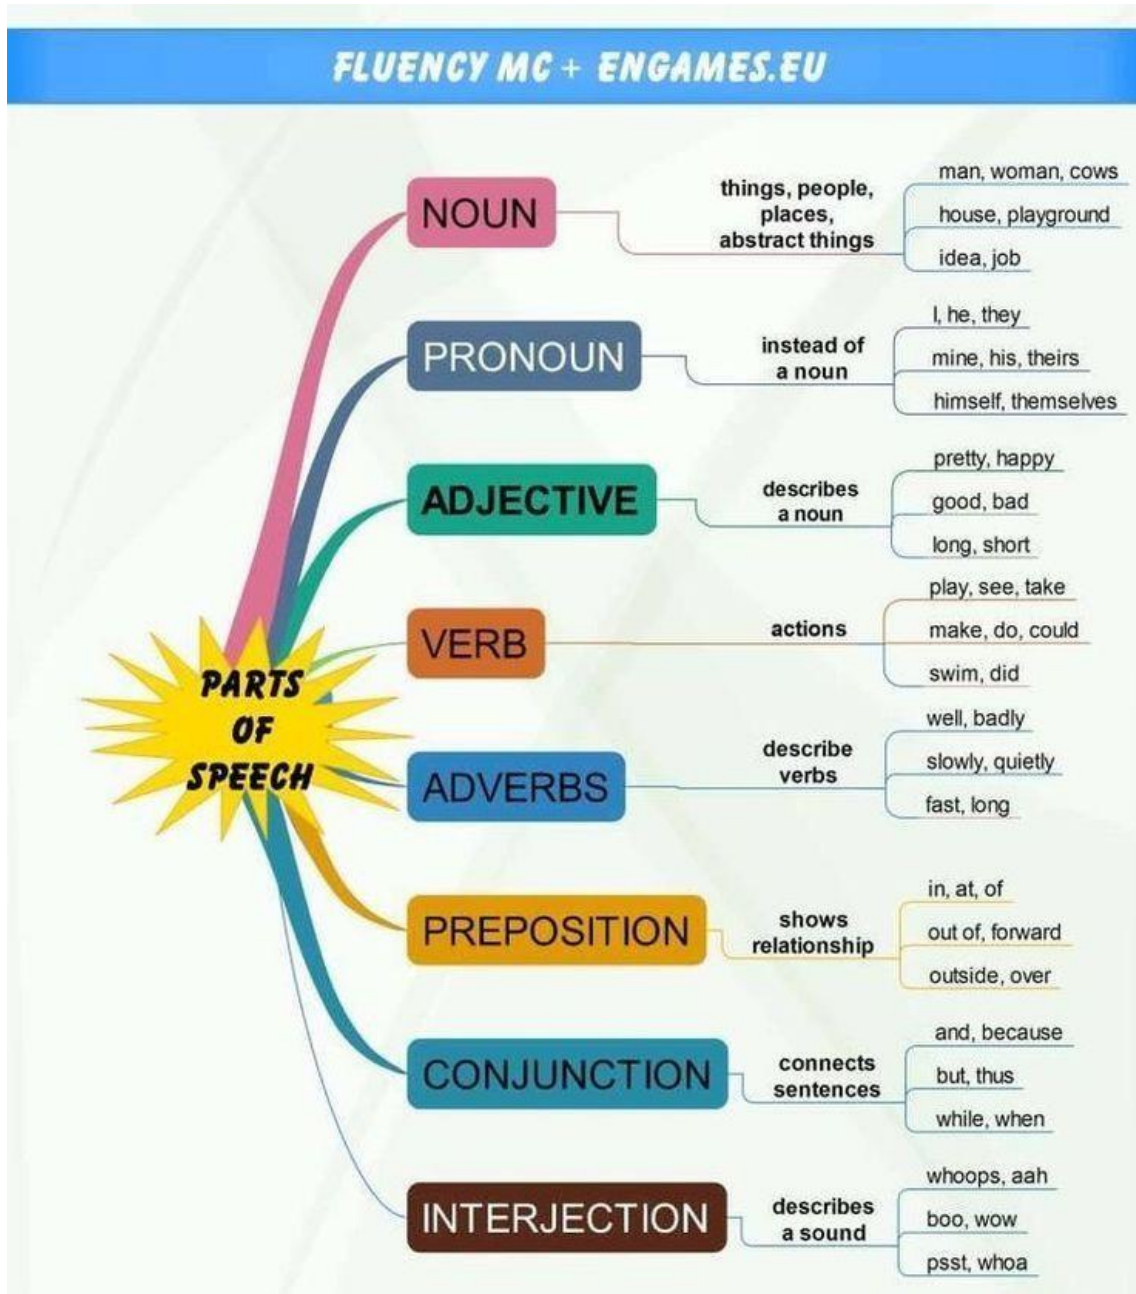 FLUENCY MC + ENGAMES.EU
PARTS
OF
SPEECH
NOUN
things, people,
places,
abstract things
man, woman, cows
house, playground
idea, job
PRONOUN
instead of
a noun
I, he, they
mine, his, theirs
himself, themselves
ADJECTIVE
describes
a noun
pretty, happy
good, bad
long, short
VERB
actions
play, see, take
make, do, could
swim, did
ADVERBS
describe
verbs
well, badly
slowly, quietly
fast, long
PREPOSITION
shows
relationship
in, at, of
out of, forward
outside, over
CONJUNCTION
connects
sentences
and, because
but, thus
while, when
INTERJECTION
describes
a sound
whoops, aah
boo, wow
psst, whoa